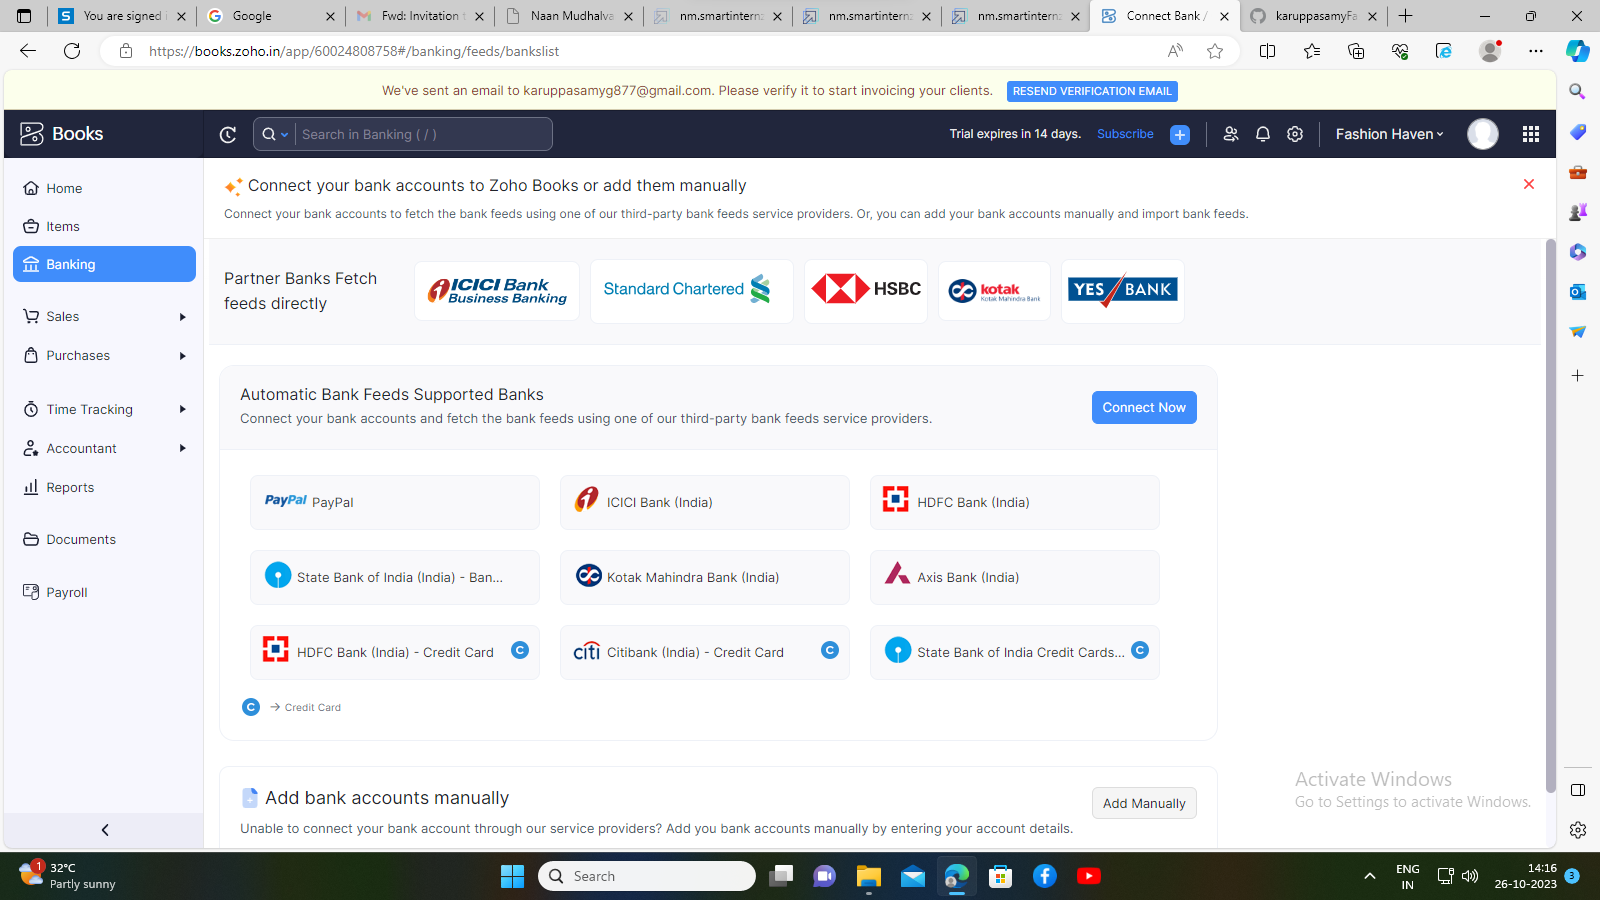 You are signed i
Google
Fwd: Invitation t
Naan Mudhalva
nm.smartintern
nm.smartintern
nm.smartintern
Connect Bank /
karuppasamyFa
https://books.zoho.in/app/60024808758#/banking/feeds/bankslist
We've sent an email to karuppasamyg877@gmail.com. Please verify it to start invoicing your clients. RESEND VERIFICATION EMAIL
Books
Search in Banking ( / )
Trial expires in 14 days. Subscribe
Fashion Haven
Home
Items
Banking
Sales
Purchases
Time Tracking
Accountant
Reports
Documents
Payroll
Connect your bank accounts to Zoho Books or add them manually
Connect your bank accounts to fetch the bank feeds using one of our third-party bank feeds service providers. Or, you can add your bank accounts manually and import bank feeds.
Partner Banks Fetch
feeds directly
ICICI Bank
Business Banking
Standard Chartered
HSBC
kotak
Kotak Mahindra Bank
YES BANK
Automatic Bank Feeds Supported Banks
Connect your bank accounts and fetch the bank feeds using one of our third-party bank feeds service providers.
Connect Now
PayPal PayPal
ICICI Bank (India)
HDFC Bank (India)
State Bank of India (India) - Ban...
Kotak Mahindra Bank (India)
Axis Bank (India)
HDFC Bank (India) - Credit Card C
citi Citibank (India) - Credit Card C
State Bank of India Credit Cards... C
C → Credit Card
Add bank accounts manually
Unable to connect your bank account through our service providers? Add you bank accounts manually by entering your account details.
Add Manually
Activate Windows
Go to Settings to activate Windows.
1
32°C
Partly sunny
Search
ENG
IN
14:16
26-10-2023
3